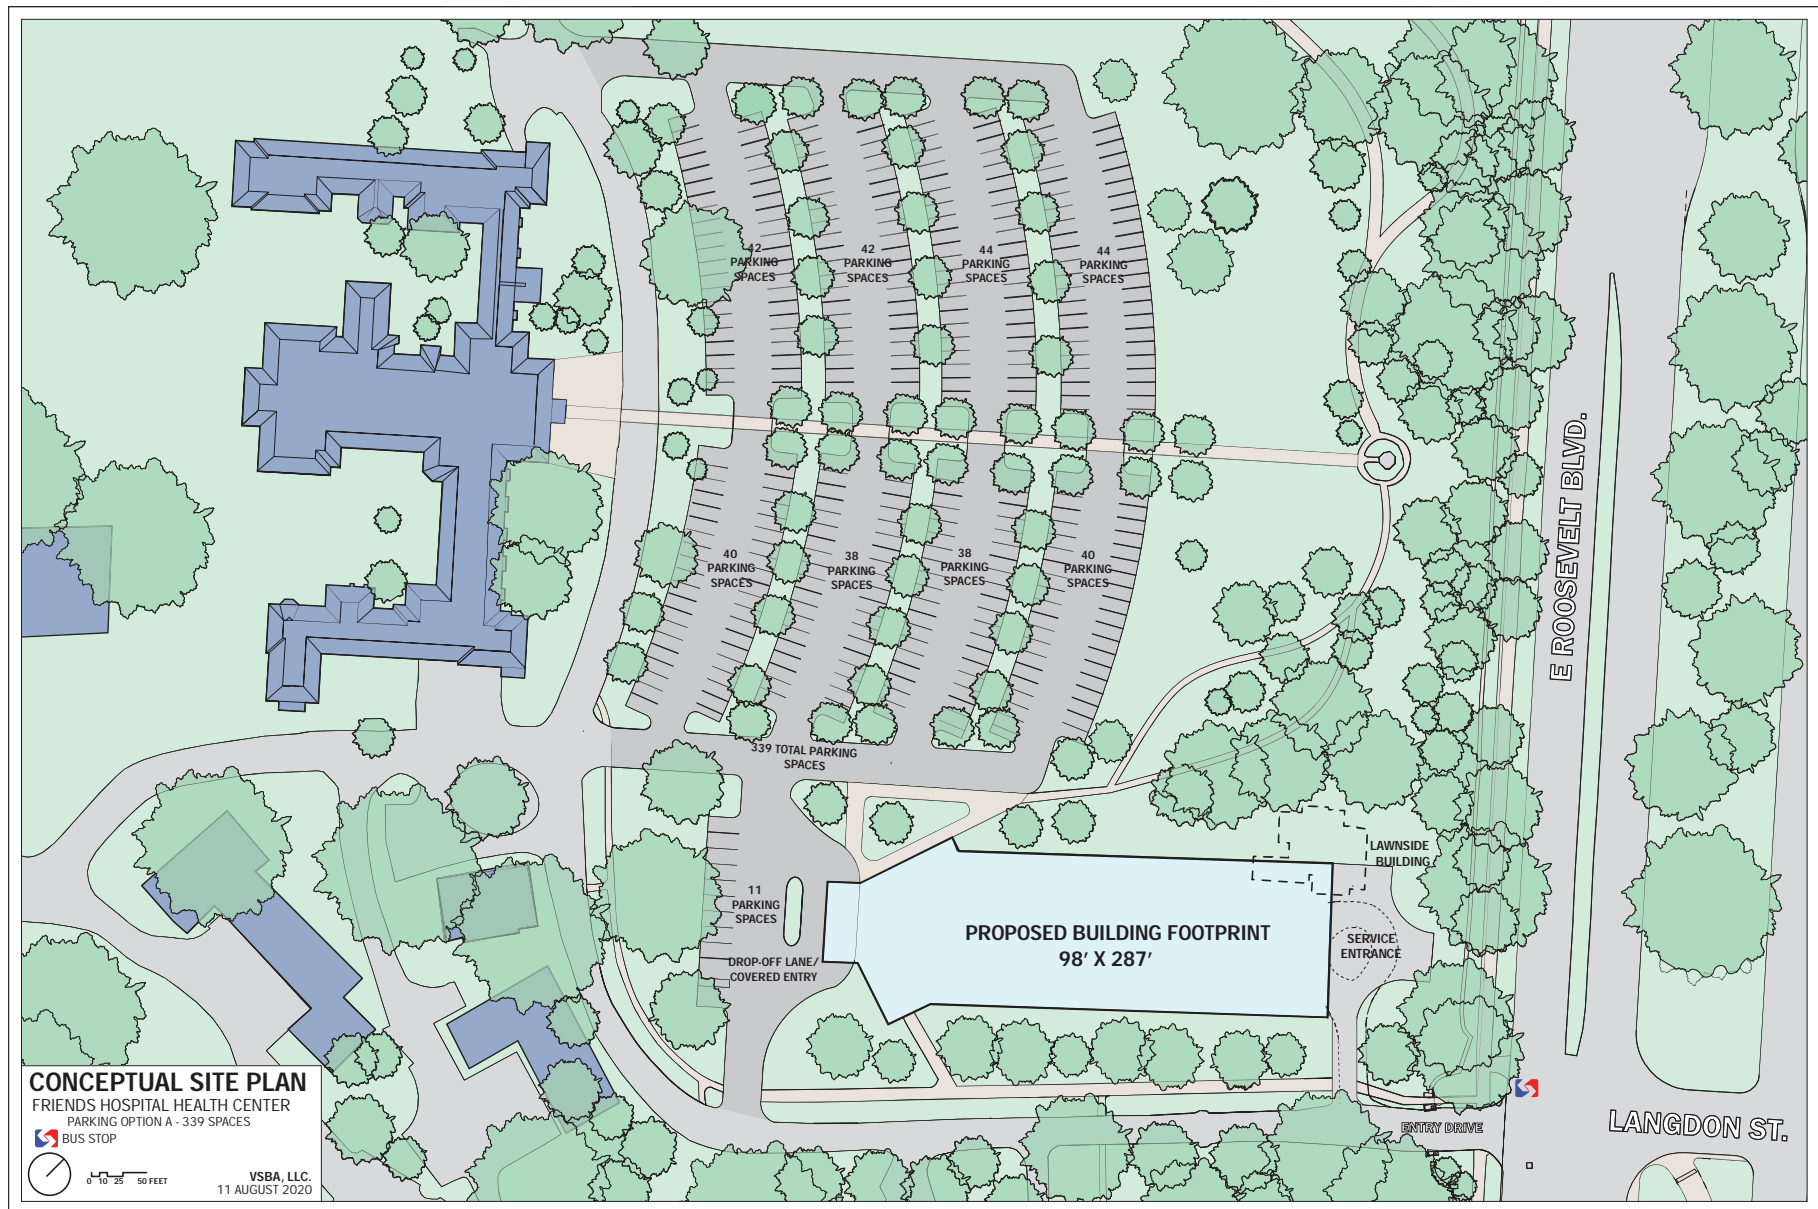 42
PARKING
SPACES
42
PARKING
SPACES
44
PARKING
SPACES
44
PARKING
SPACES
40
PARKING
SPACES
38
PARKING
SPACES
38
PARKING
SPACES
40
PARKING
SPACES
339 TOTAL PARKING
SPACES
E ROOSEVELT BLVD.
LAWNSIDE
BUILDING
11
PARKING
SPACES
DROP-OFF LANE/
COVERED ENTRY
PROPOSED BUILDING FOOTPRINT
98' X 287'
SERVICE
ENTRANCE
ENTRY DRIVE
LANGDON ST.
CONCEPTUAL SITE PLAN
FRIENDS HOSPITAL HEALTH CENTER
PARKING OPTION A - 339 SPACES
BUS STOP
0 10 25 50 FEET
VSBA, LLC.
11 AUGUST 2020